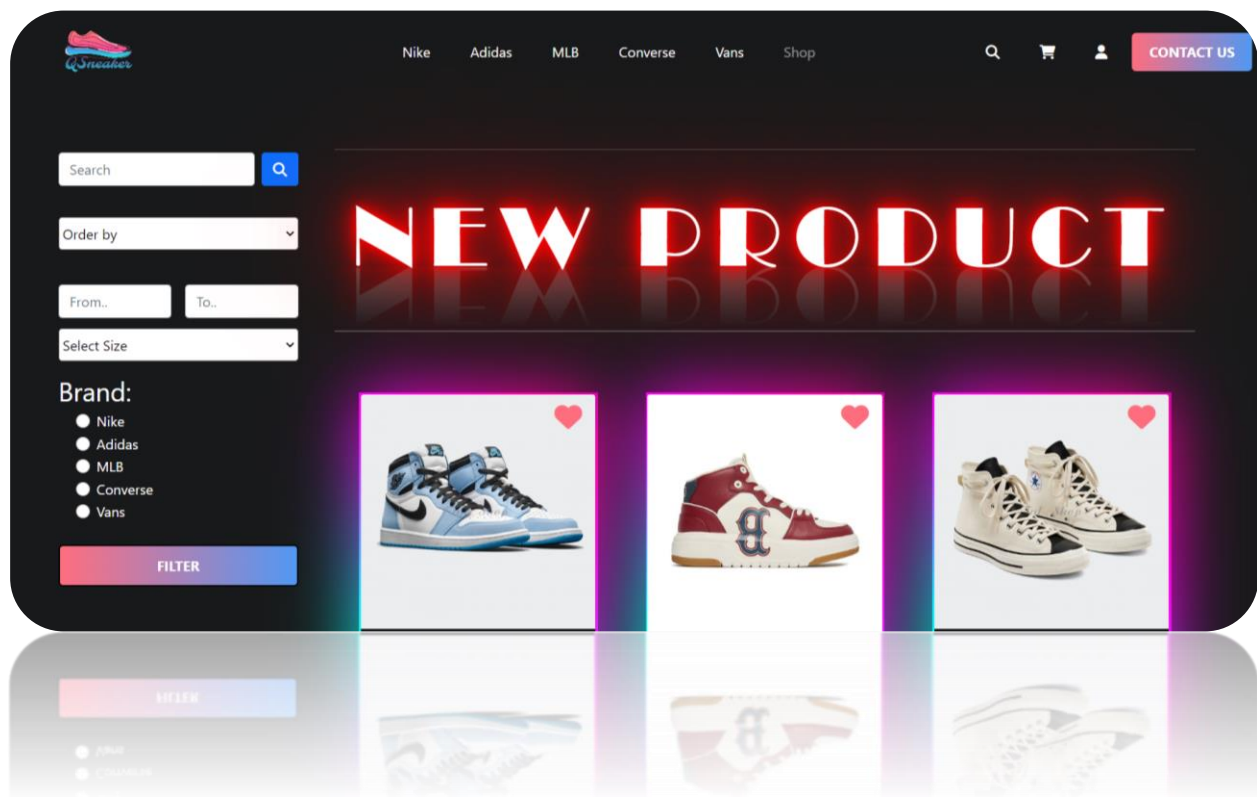 QSneaker
Nike Adidas MLB Converse Vans Shop
CONTACT US
Search
Order by
From.. To..
Select Size
Brand:
Nike
Adidas
MLB
Converse
Vans
FILTER
NEW PRODUCT